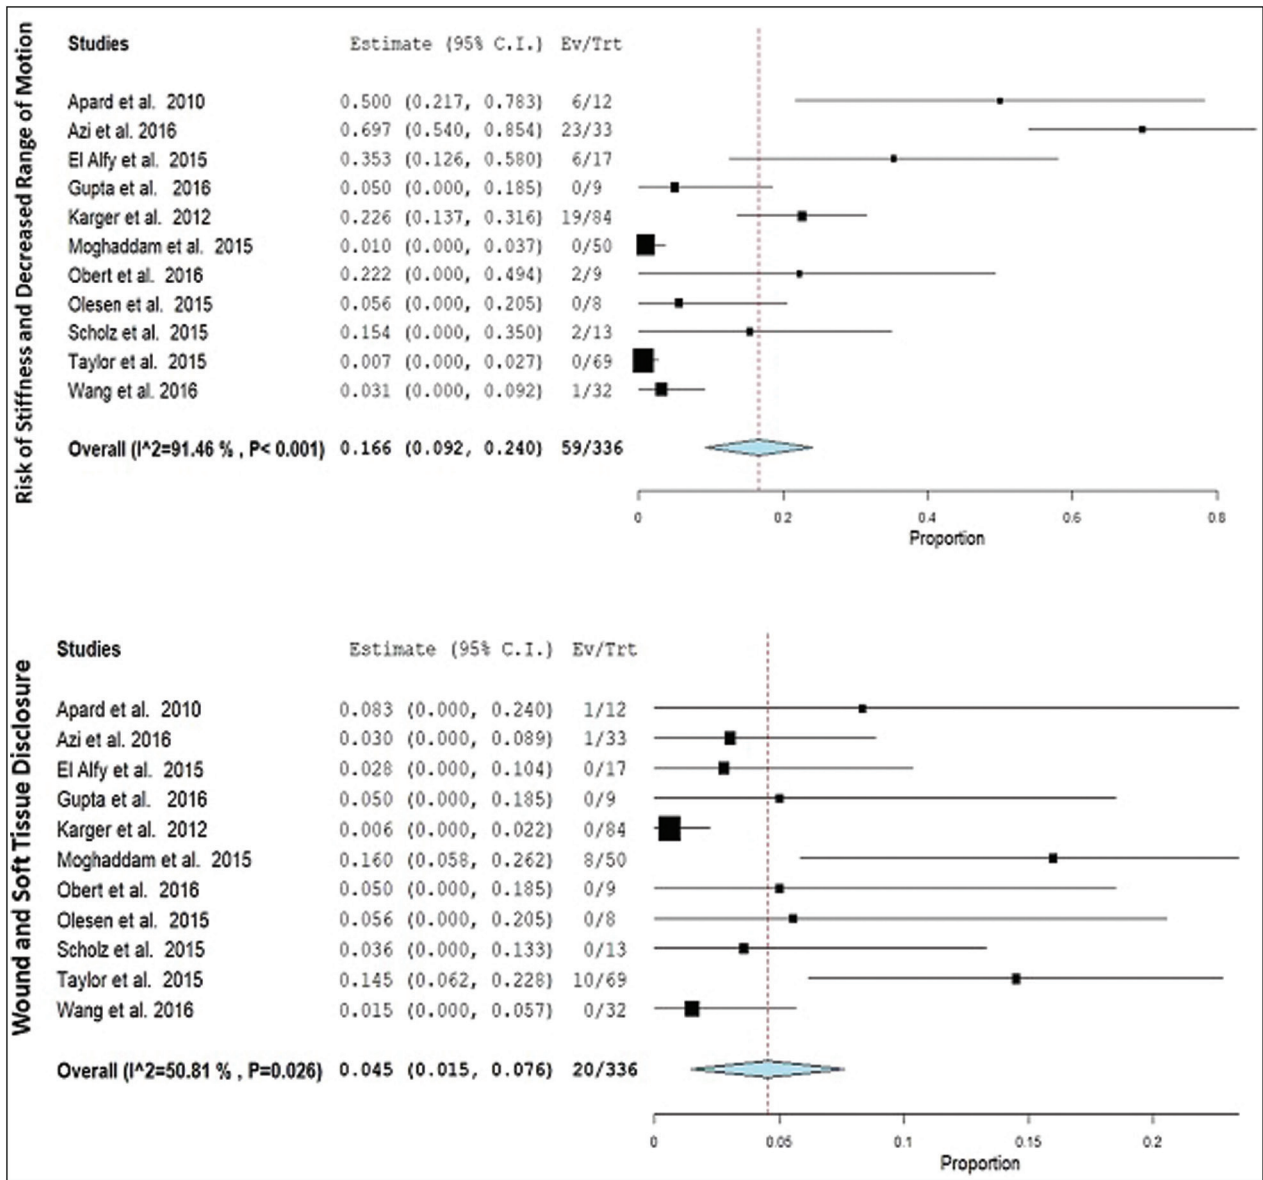 Risk of Stiffness and Decreased Range of Motion
Studies Estimate (95% C.I.) Ev/Trt
Apard et al. 2010 0.500 (0.217, 0.783) 6/12
Azi et al. 2016 0.697 (0.540, 0.854) 23/33
El Alfy et al. 2015 0.353 (0.126, 0.580) 6/17
Gupta et al. 2016 0.050 (0.000, 0.185) 0/9
Karger et al. 2012 0.226 (0.137, 0.316) 19/84
Moghaddam et al. 2015 0.010 (0.000, 0.037) 0/50
Obert et al. 2016 0.222 (0.000, 0.494) 2/9
Olesen et al. 2015 0.056 (0.000, 0.205) 0/8
Scholz et al. 2015 0.154 (0.000, 0.350) 2/13
Taylor et al. 2015 0.007 (0.000, 0.027) 0/69
Wang et al. 2016 0.031 (0.000, 0.092) 1/32
Overall (I^2=91.46 % , P< 0.001) 0.166 (0.092, 0.240) 59/336
0 0.2 0.4 0.6 0.8
Proportion
Wound and Soft Tissue Disclosure
Studies Estimate (95% C.I.) Ev/Trt
Apard et al. 2010 0.083 (0.000, 0.240) 1/12
Azi et al. 2016 0.030 (0.000, 0.089) 1/33
El Alfy et al. 2015 0.028 (0.000, 0.104) 0/17
Gupta et al. 2016 0.050 (0.000, 0.185) 0/9
Karger et al. 2012 0.006 (0.000, 0.022) 0/84
Moghaddam et al. 2015 0.160 (0.058, 0.262) 8/50
Obert et al. 2016 0.050 (0.000, 0.185) 0/9
Olesen et al. 2015 0.056 (0.000, 0.205) 0/8
Scholz et al. 2015 0.036 (0.000, 0.133) 0/13
Taylor et al. 2015 0.145 (0.062, 0.228) 10/69
Wang et al. 2016 0.015 (0.000, 0.057) 0/32
Overall (I^2=50.81 % , P=0.026) 0.045 (0.015, 0.076) 20/336
0 0.05 0.1 0.15 0.2
Proportion